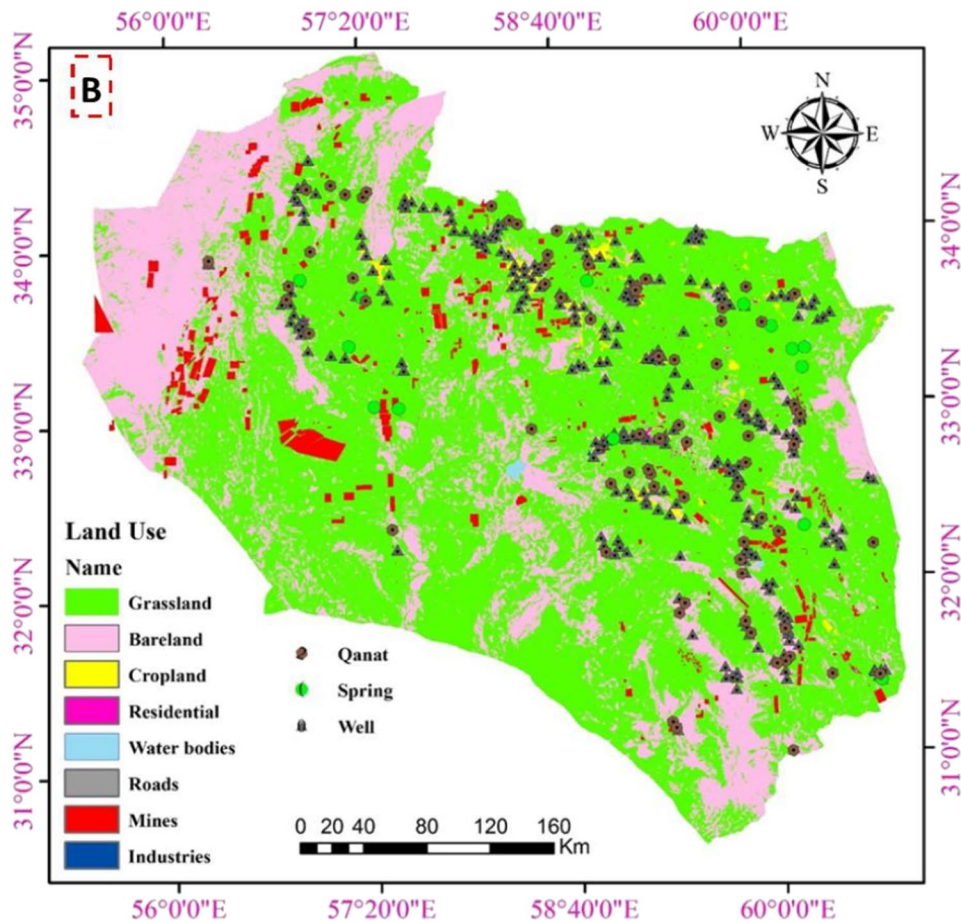 56°0'0"E 57°20'0"E 58°40'0"E 60°0'0"E
B
N
W E
S
35°0'0"N
34°0'0"N
33°0'0"N
32°0'0"N
31°0'0"N
34°0'0"N
33°0'0"N
32°0'0"N
31°0'0"N
Land Use
Name
Grassland
Bareland
Cropland
Residential
Water bodies
Roads
Mines
Industries
Qanat
Spring
Well
0 20 40 80 120 160
Km
56°0'0"E 57°20'0"E 58°40'0"E 60°0'0"E